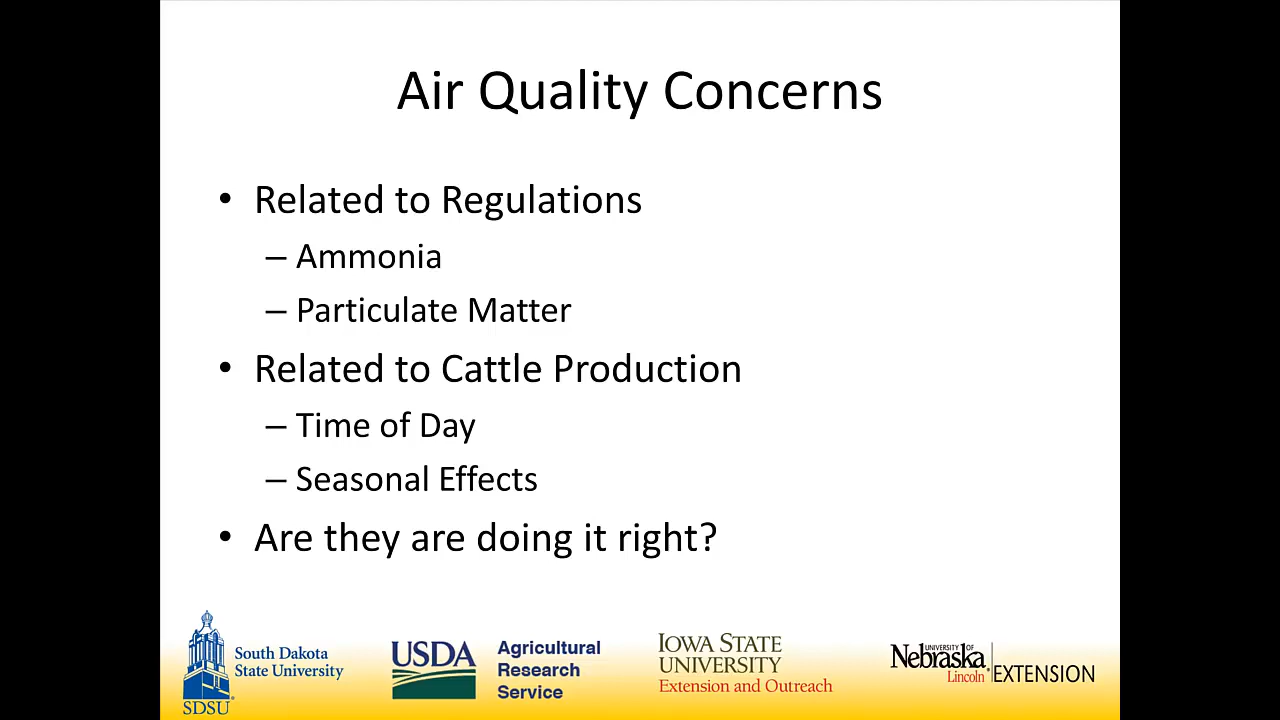 Air Quality Concerns
• Related to Regulations
– Ammonia
– Particulate Matter
• Related to Cattle Production
– Time of Day
– Seasonal Effects
• Are they are doing it right?
South Dakota
State University
SDSU
USDA
Agricultural
Research
Service
IOWA STATE
UNIVERSITY
Extension and Outreach
UNIVERSITY OF
Nebraska
Lincoln
EXTENSION